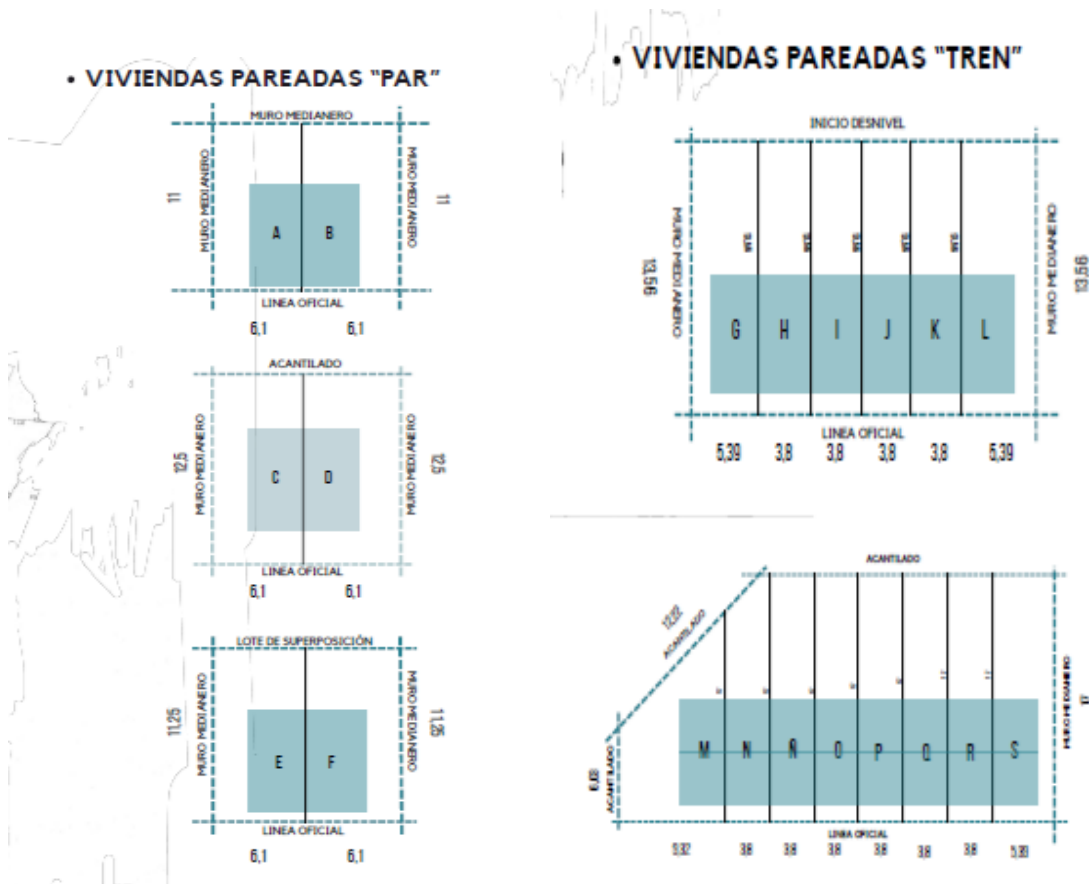 • VIVIENDAS PAREADAS “PAR”
MURO MEDIANERO
MURO MEDIANERO
MURO MEDIANERO
11
11
A B
LINEA OFICIAL
6,1 6,1
ACANTILADO
MURO MEDIANERO
MURO MEDIANERO
12,5
12,5
C D
LINEA OFICIAL
6,1 6,1
LOTE DE SUPERPOSICIÓN
MURO MEDIANERO
MURO MEDIANERO
11,25
11,25
E F
LINEA OFICIAL
6,1 6,1
• VIVIENDAS PAREADAS “TREN”
INICIO DESNIVEL
MURO MEDIANERO
MURO MEDIANERO
13,56
13,56
G H I J K L
LINEA OFICIAL
5,39 3,8 3,8 3,8 3,8 5,39
ACANTILADO
12,12
ACANTILADO
ACANTILADO
MURO MEDIANERO
17
M N Ñ O P Q R S
LINEA OFICIAL
3,8 3,8 3,8 3,8 3,8 3,8 5,39